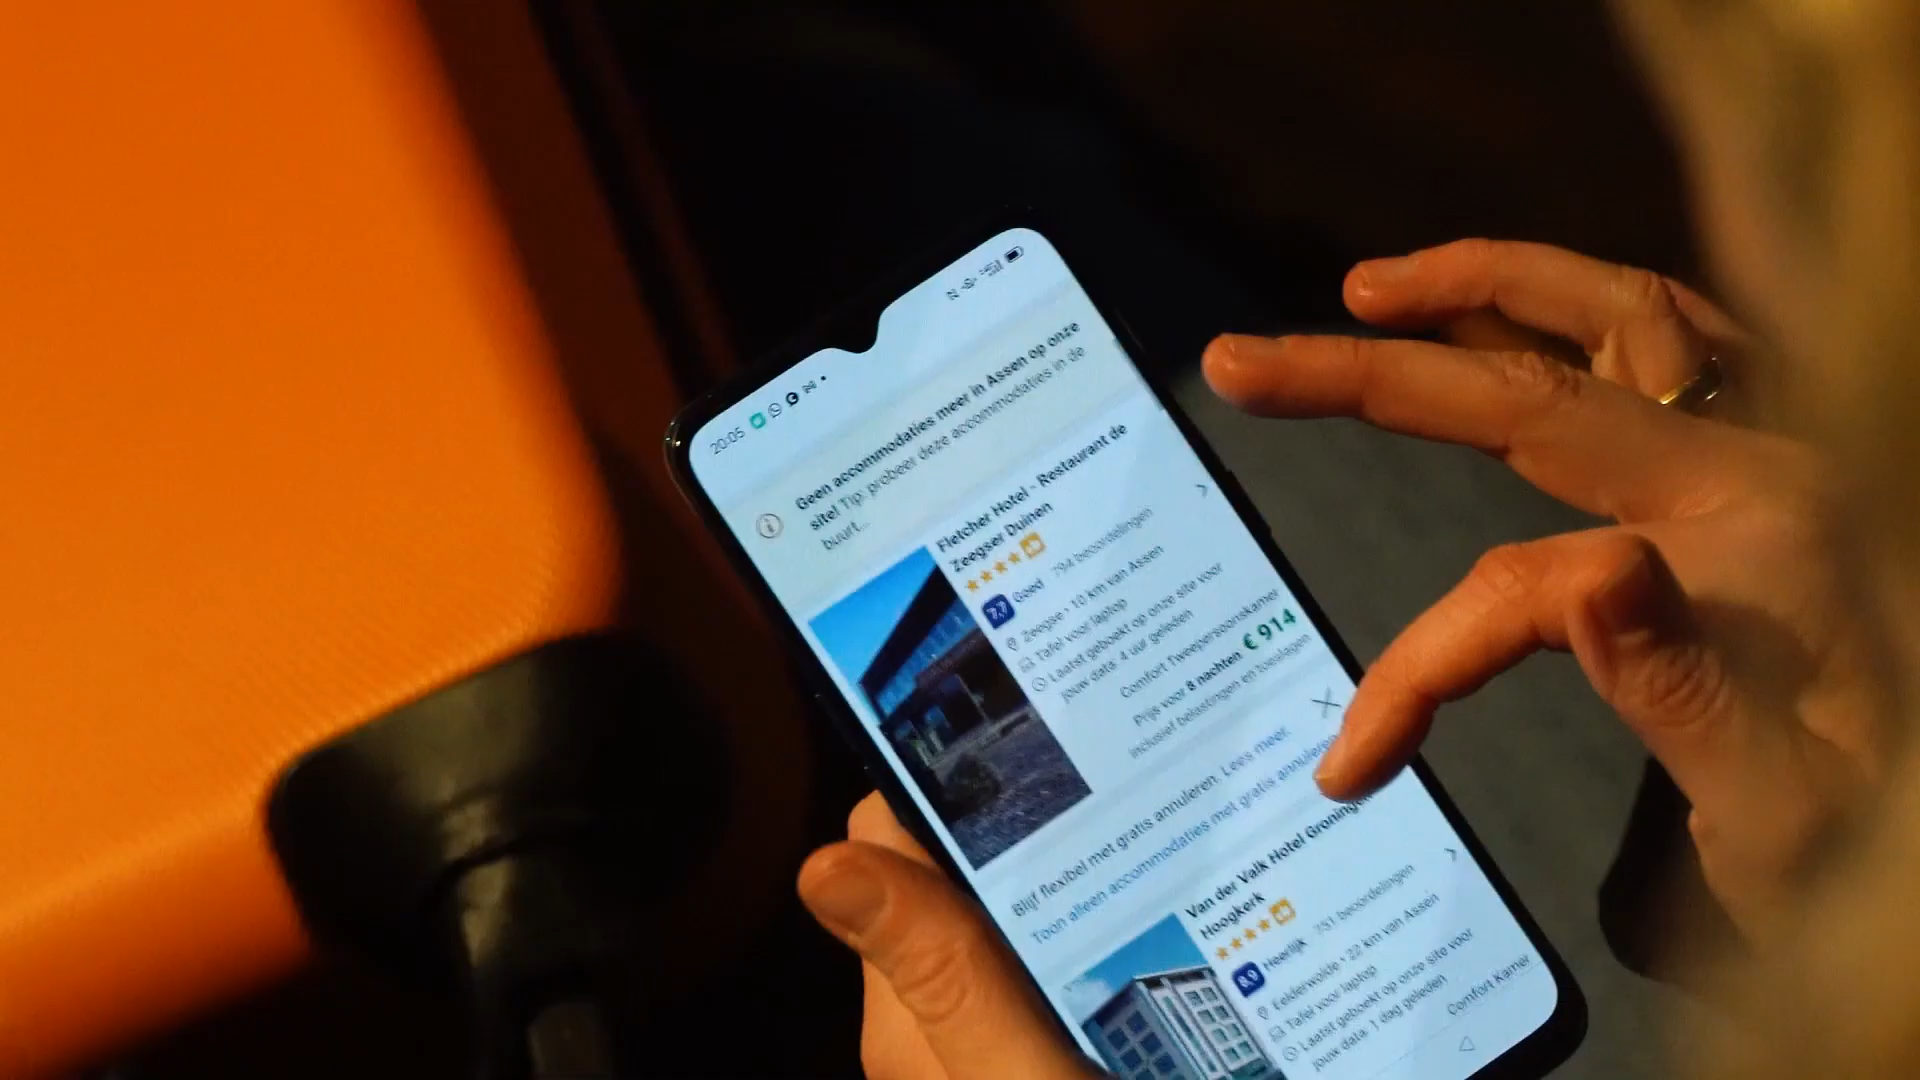 20:05
Geen accommodaties meer in Assen op onze
site! Tip: probeer deze accommodaties in de
buurt...
Fletcher Hotel - Restaurant de
Zeegser Duinen
7,7 Goed 794 beoordelingen
Zeegse • 10 km van Assen
Tafel voor laptop
Laatst geboekt op onze site voor
jouw data: 4 uur geleden
Comfort Tweepersoonskamer
Prijs voor 8 nachten € 914
Inclusief belastingen en toeslagen
Blijf flexibel met gratis annuleren. Lees meer.
Toon alleen accommodaties met gratis annuleren
Van der Valk Hotel Groningen
Hoogkerk
8,9 Heerlijk 751 beoordelingen
Eelderwolde • 22 km van Assen
Tafel voor laptop
Laatst geboekt op onze site voor
jouw data: 1 dag geleden
Comfort Kamer